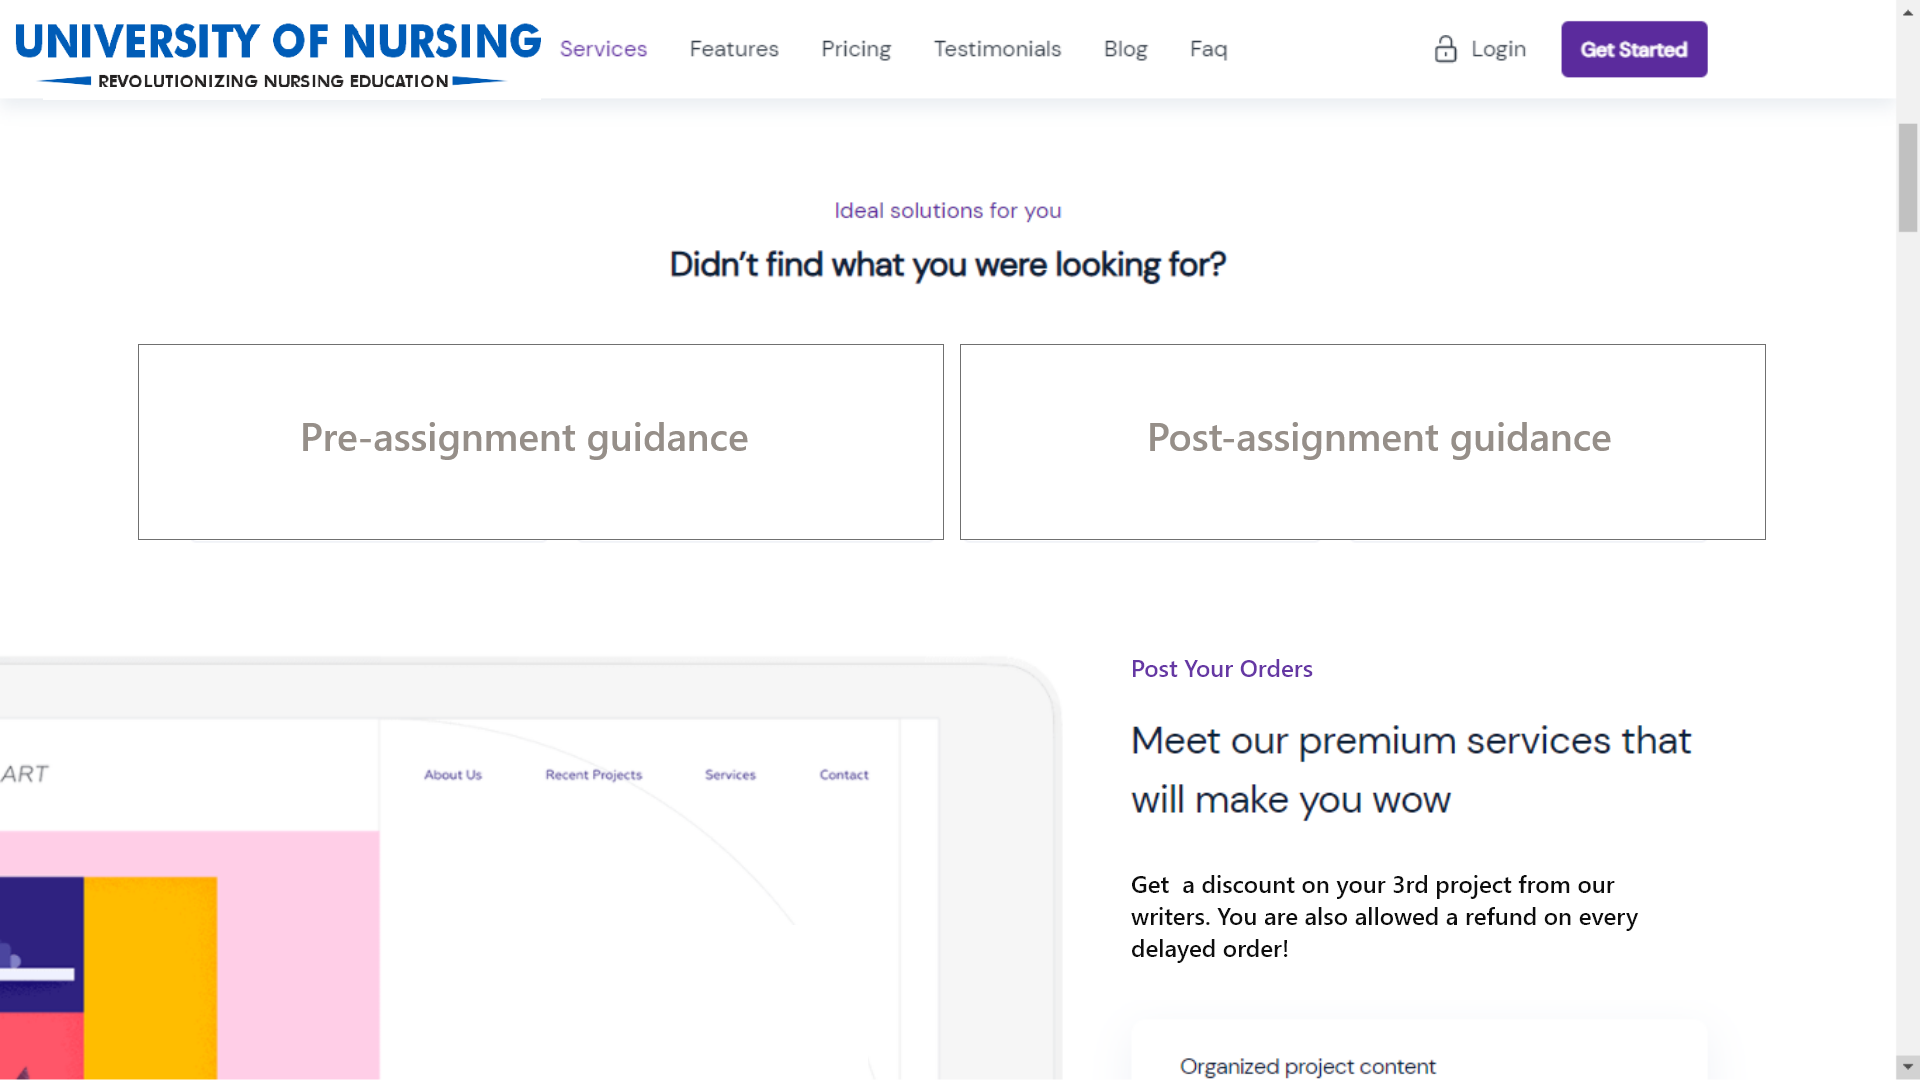 UNIVERSITY OF NURSING
REVOLUTIONIZING NURSING EDUCATION
Services Features Pricing Testimonials Blog Faq Login Get Started
Ideal solutions for you
Didn't find what you were looking for?
Pre-assignment guidance
Post-assignment guidance
Post Your Orders
Meet our premium services that
will make you wow
Get a discount on your 3rd project from our
writers. You are also allowed a refund on every
delayed order!
Organized project content
ART
About Us Recent Projects Services Contact